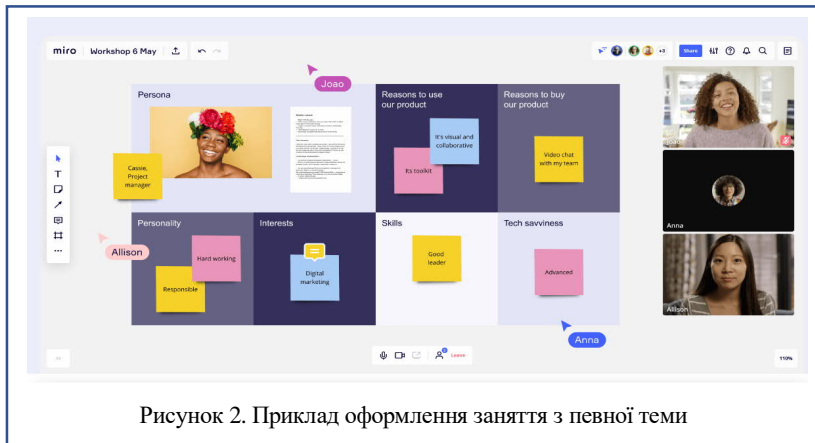 miro
Workshop 6 May
+3
Share
Joao
Persona
Cassie,
Project
manager
Reasons to use
our product
It's visual and
collaborative
Its toolkit
Reasons to buy
our product
Video chat
with my team
Anna
Personality
Hard working
Responsible
Allison
Interests
Digital
marketing
Skills
Good
leader
Tech savviness
Advanced
Anna
Allison
Leave
110%
Рисунок 2. Приклад оформлення заняття з певної теми